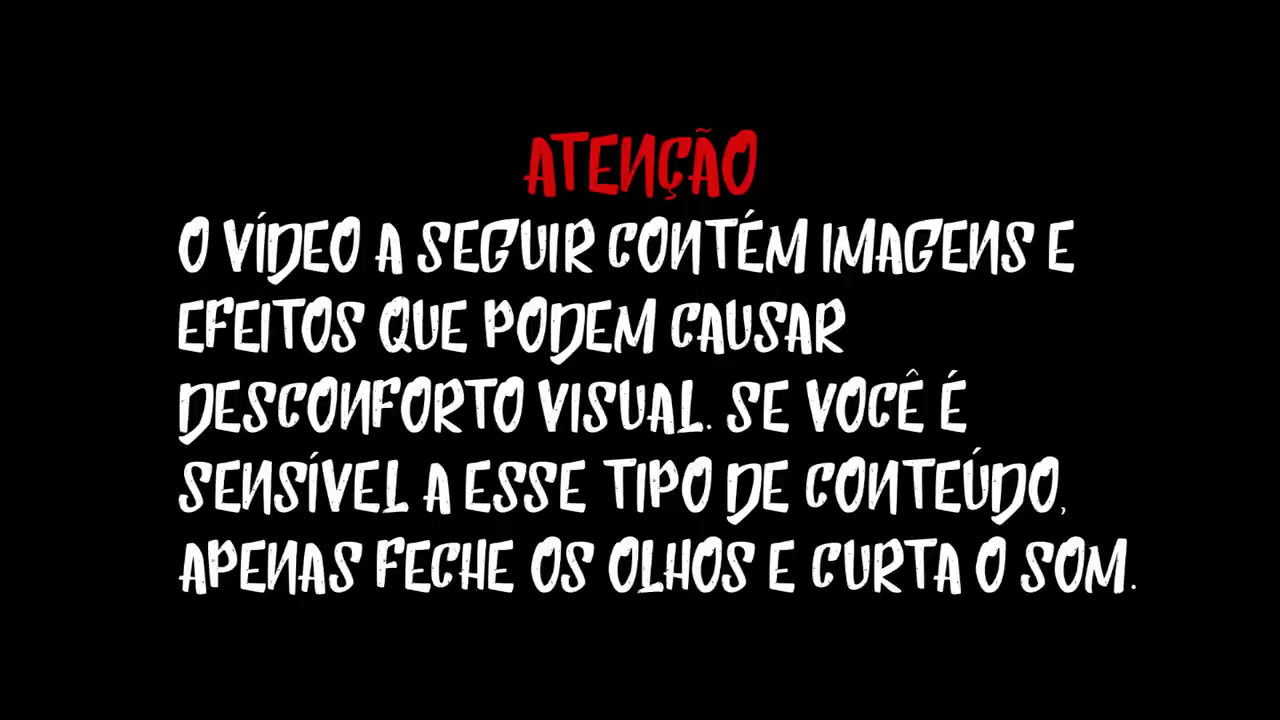 ATENÇÃO
O VÍDEO A SEGUIR CONTÉM IMAGENS E
EFEITOS QUE PODEM CAUSAR
DESCONFORTO VISUAL. SE VOCÊ É
SENSÍVEL A ESSE TIPO DE CONTEÚDO,
APENAS FECHE OS OLHOS E CURTA O SOM.